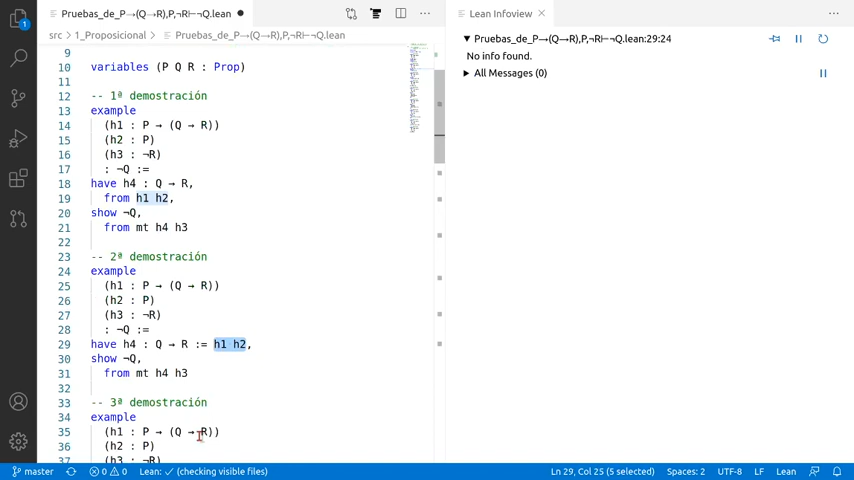 Pruebas_de_P→(Q→R),P,¬R⊢¬Q.lean
src > 1_Proposicional > Pruebas_de_P→(Q→R),P,¬R⊢¬Q.lean
9
10 variables (P Q R : Prop)
11
12 -- 1ª demostración
13 example
14 (h1 : P → (Q → R))
15 (h2 : P)
16 (h3 : ¬R)
17 : ¬Q :=
18 have h4 : Q → R,
19 from h1 h2,
20 show ¬Q,
21 from mt h4 h3
22
23 -- 2ª demostración
24 example
25 (h1 : P → (Q → R))
26 (h2 : P)
27 (h3 : ¬R)
28 : ¬Q :=
29 have h4 : Q → R := h1 h2,
30 show ¬Q,
31 from mt h4 h3
32
33 -- 3ª demostración
34 example
35 (h1 : P → (Q → R))
36 (h2 : P)
37 (h3 : ¬R)
Lean Infoview
Pruebas_de_P→(Q→R),P,¬R⊢¬Q.lean:29:24
No info found.
All Messages (0)
1
master 0 0 Lean: ✓ (checking visible files) Ln 29, Col 25 (5 selected) Spaces: 2 UTF-8 LF Lean